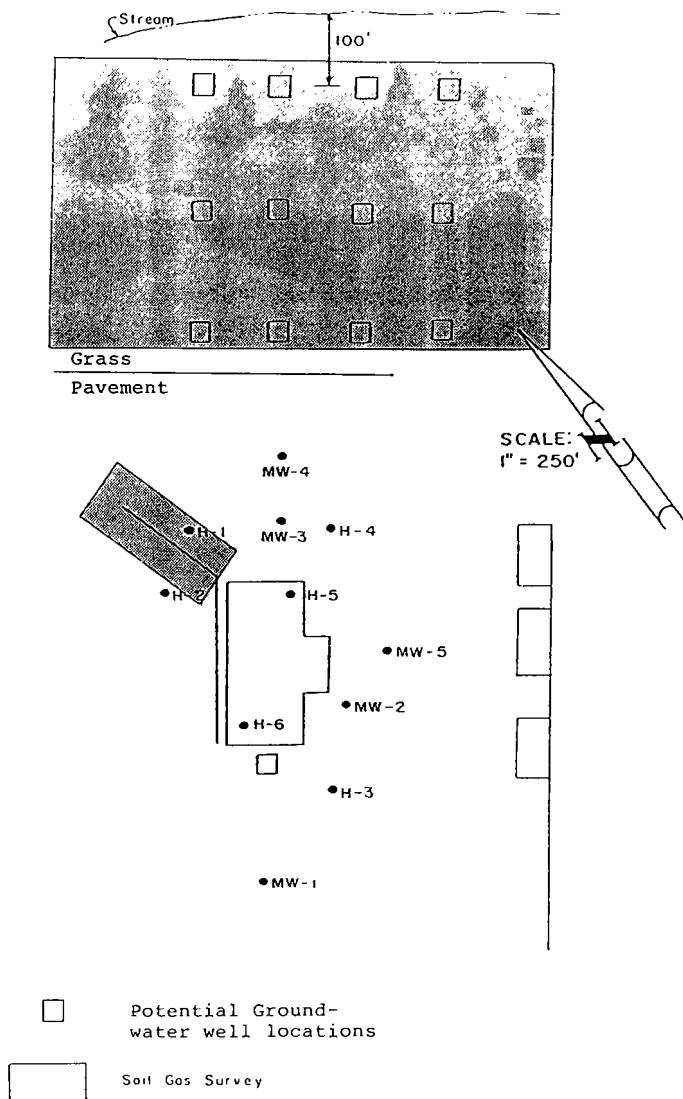 Stream
100'
Grass
Pavement
SCALE:
1" = 250'
MW-4
H-1
MW-3
H-4
H-2
H-5
MW-5
MW-2
H-6
H-3
MW-1
Potential Ground-
water well locations
Soil Gas Survey